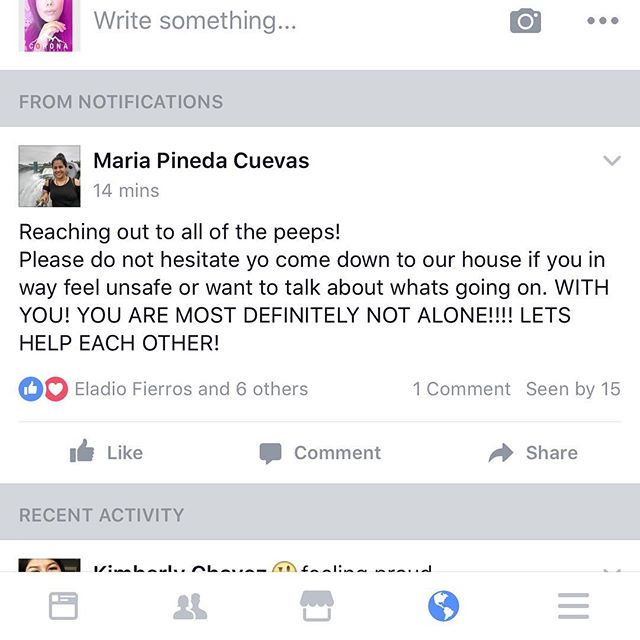 CORONA
Write something...
FROM NOTIFICATIONS
Maria Pineda Cuevas
14 mins
Reaching out to all of the peeps!
Please do not hesitate yo come down to our house if you in
way feel unsafe or want to talk about whats going on. WITH
YOU! YOU ARE MOST DEFINITELY NOT ALONE!!!! LETS
HELP EACH OTHER!
Eladio Fierros and 6 others 1 Comment Seen by 15
Like Comment Share
RECENT ACTIVITY
Kimberly Chavez feeling proud